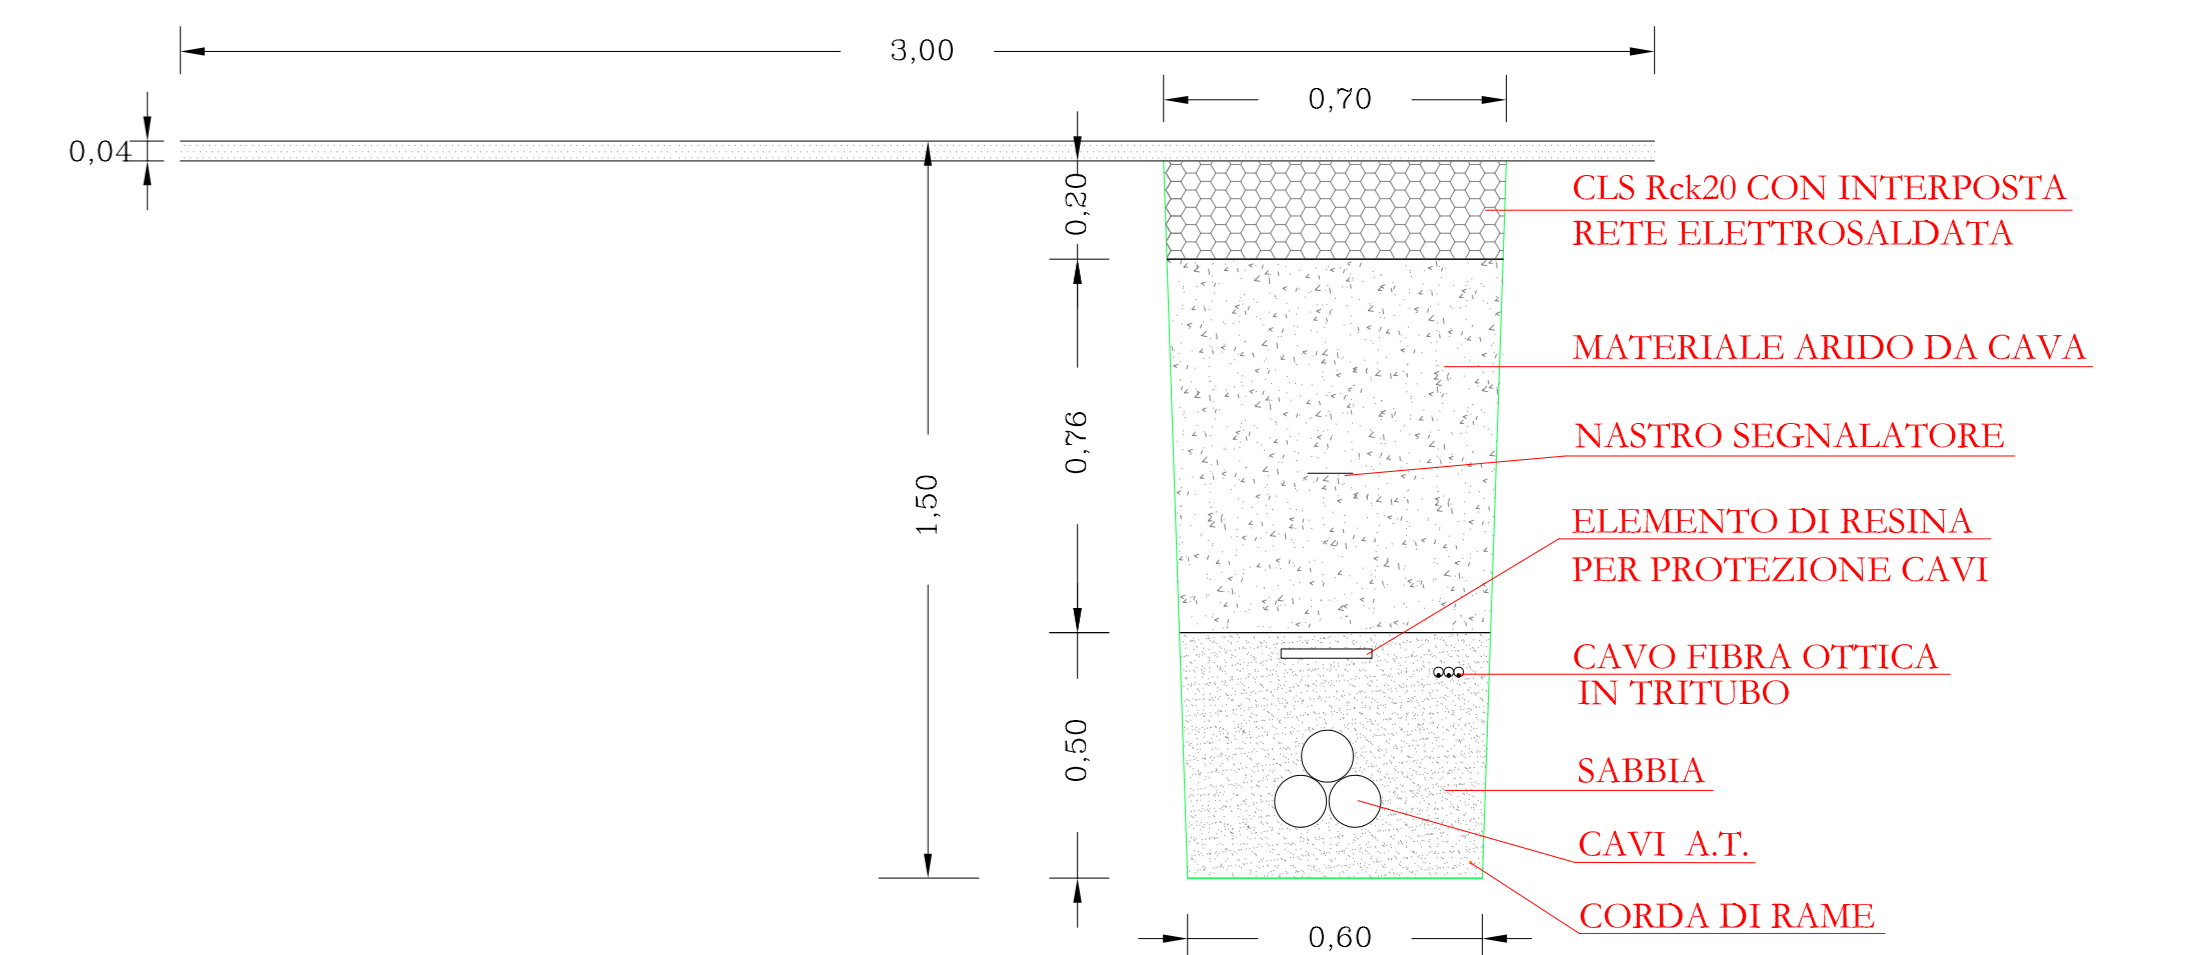 3,00
0,70
0,04
0,20
CLS Rck20 CON INTERPOSTA
RETE ELETTROSALDATA
MATERIALE ARIDO DA CAVA
0,76
NASTRO SEGNALATORE
1,50
ELEMENTO DI RESINA
PER PROTEZIONE CAVI
CAVO FIBRA OTTICA
IN TRITUBO
0,50
SABBIA
CAVI A.T.
CORDA DI RAME
0,60